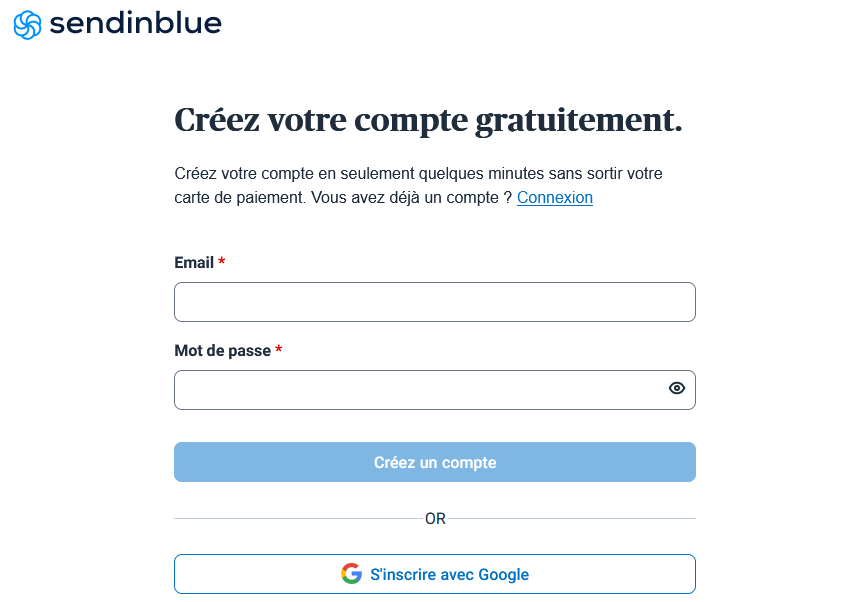 sendinblue
Créez votre compte gratuitement.
Créez votre compte en seulement quelques minutes sans sortir votre
carte de paiement. Vous avez déjà un compte ? Connexion
Email *
Mot de passe *
Créez un compte
OR
S'inscrire avec Google